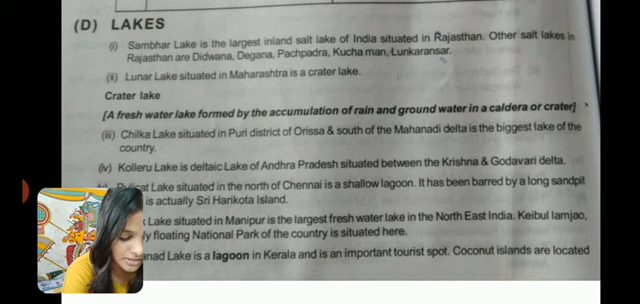 (D) LAKES
(i) Sambhar Lake is the largest inland salt lake of India situated in Rajasthan. Other salt lakes in
Rajasthan are Didwana, Degana, Pachpadra, Kucha man, Lunkaransar.
(ii) Lunar Lake situated in Maharashtra is a crater lake.
Crater lake
[A fresh water lake formed by the accumulation of rain and ground water in a caldera or crater]
(iii) Chilka Lake situated in Puri district of Orissa & south of the Mahanadi delta is the biggest lake of the
country.
(iv) Kolleru Lake is deltaic Lake of Andhra Pradesh situated between the Krishna & Godavari delta.
Lake situated in the north of Chennai is a shallow lagoon. It has been barred by a long sandpit
is actually Sri Harikota Island.
Lake situated in Manipur is the largest fresh water lake in the North East India. Keibul lamjao,
floating National Park of the country is situated here.
Lake is a lagoon in Kerala and is an important tourist spot. Coconut islands are located